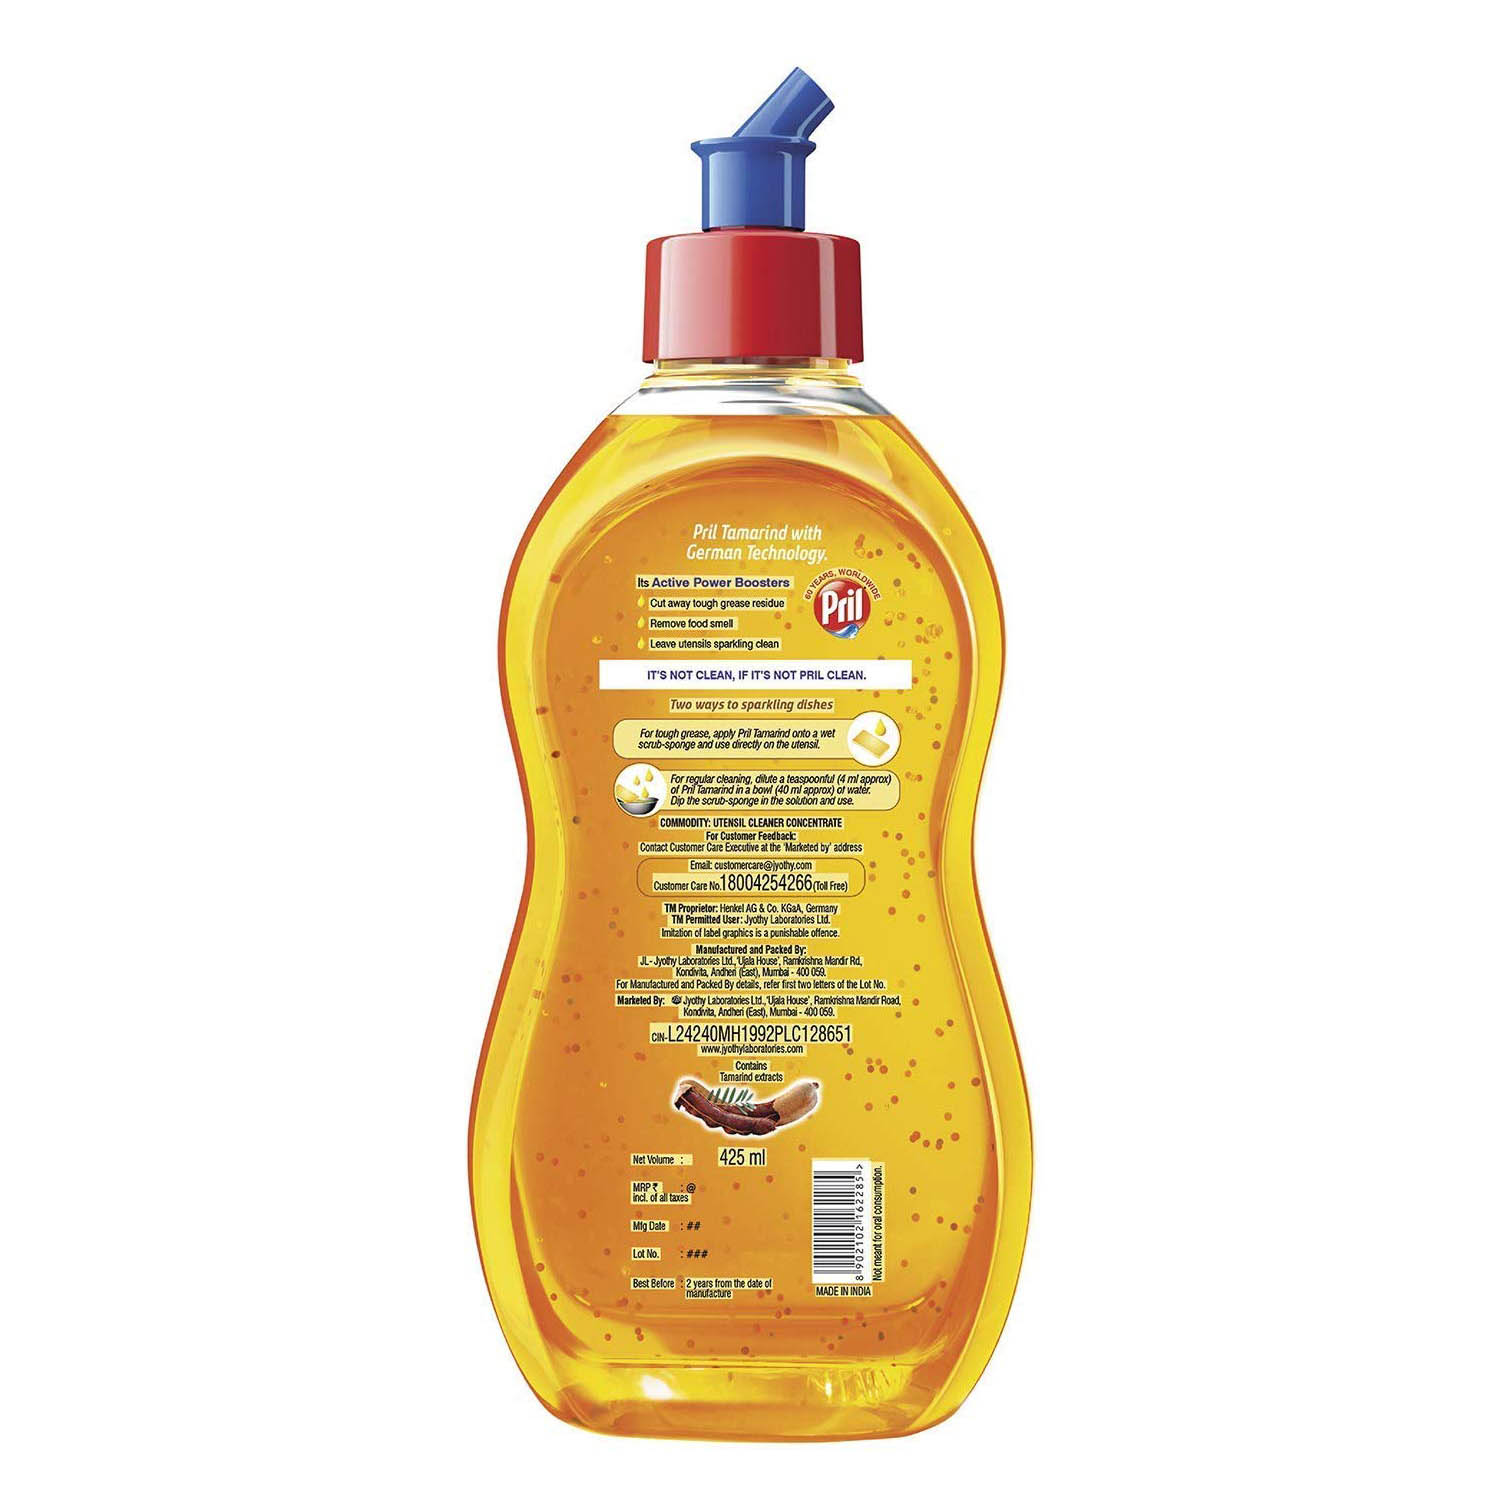 Pril Tamarind with
German Technology.
Its Active Power Boosters
Cut away tough grease residue
Remove food smell
Leave utensils sparkling clean
60 YEARS, WORLDWIDE
Pril
IT'S NOT CLEAN, IF IT'S NOT PRIL CLEAN.
Two ways to sparkling dishes
For tough grease, apply Pril Tamarind onto a wet
scrub-sponge and use directly on the utensil.
For regular cleaning, dilute a teaspoonful (4 ml approx)
of Pril Tamarind in a bowl (40 ml approx) of water.
Dip the scrub-sponge in the solution and use.
COMMODITY: UTENSIL CLEANER CONCENTRATE
For Customer Feedback:
Contact Customer Care Executive at the 'Marketed by' address
Email: customercare@jyothy.com
Customer Care No.18004254266(Toll Free)
TM Proprietor: Henkel AG & Co. KGaA, Germany
TM Permitted User: Jyothy Laboratories Ltd.
Imitation of label graphics is a punishable offence.
Manufactured and Packed By:
JL- Jyothy Laboratories Ltd., 'Ujala House', Ramkrishna Mandir Rd,
Kondivita, Andheri (East), Mumbai - 400 059.
For Manufactured and Packed By details, refer first two letters of the Lot No.
Marketed By: Jyothy Laboratories Ltd., 'Ujala House', Ramkrishna Mandir Road,
Kondivita, Andheri (East), Mumbai - 400 059.
CIN-L24240MH1992PLC128651
www.jyothylaboratories.com
Contains
Tamarind extracts
Net Volume : 425 ml
MRP ₹ : @
incl. of all taxes
Mfg Date : ##
Lot No. : ###
Best Before : 2 years from the date of
manufacture
8 902102 162285 >
MADE IN INDIA
Not meant for oral consumption.